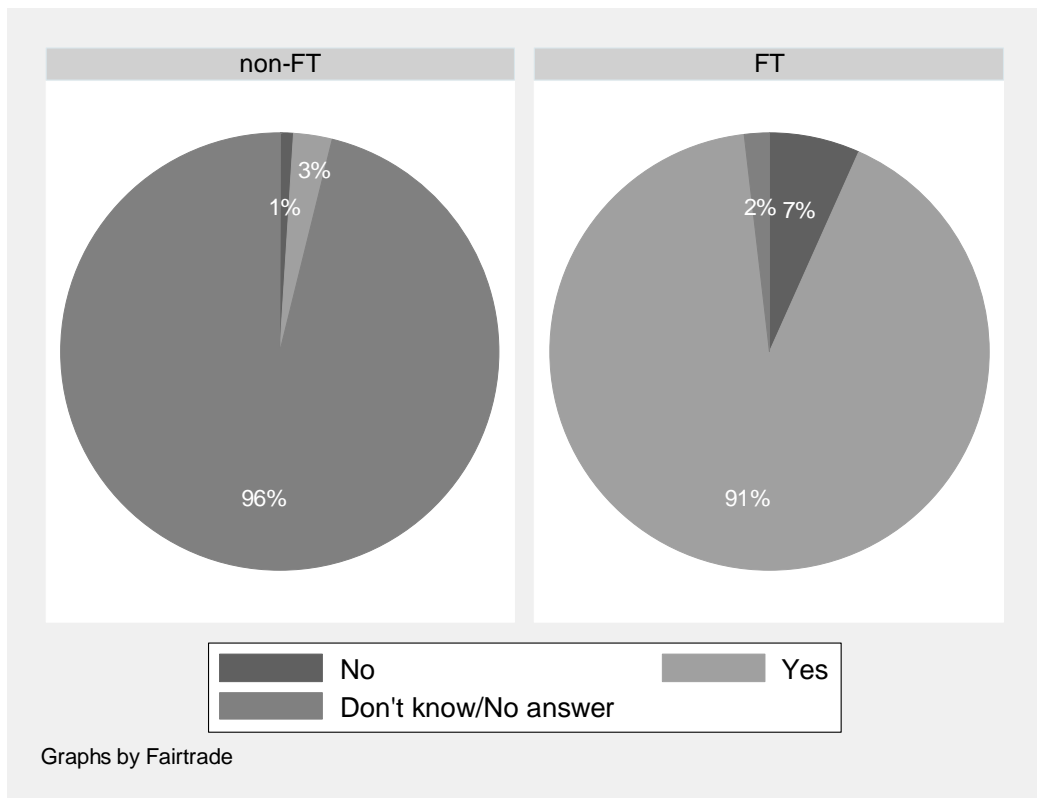 non-FT
FT
3%
1%
96%
2% 7%
91%
No
Yes
Don't know/No answer
Graphs by Fairtrade